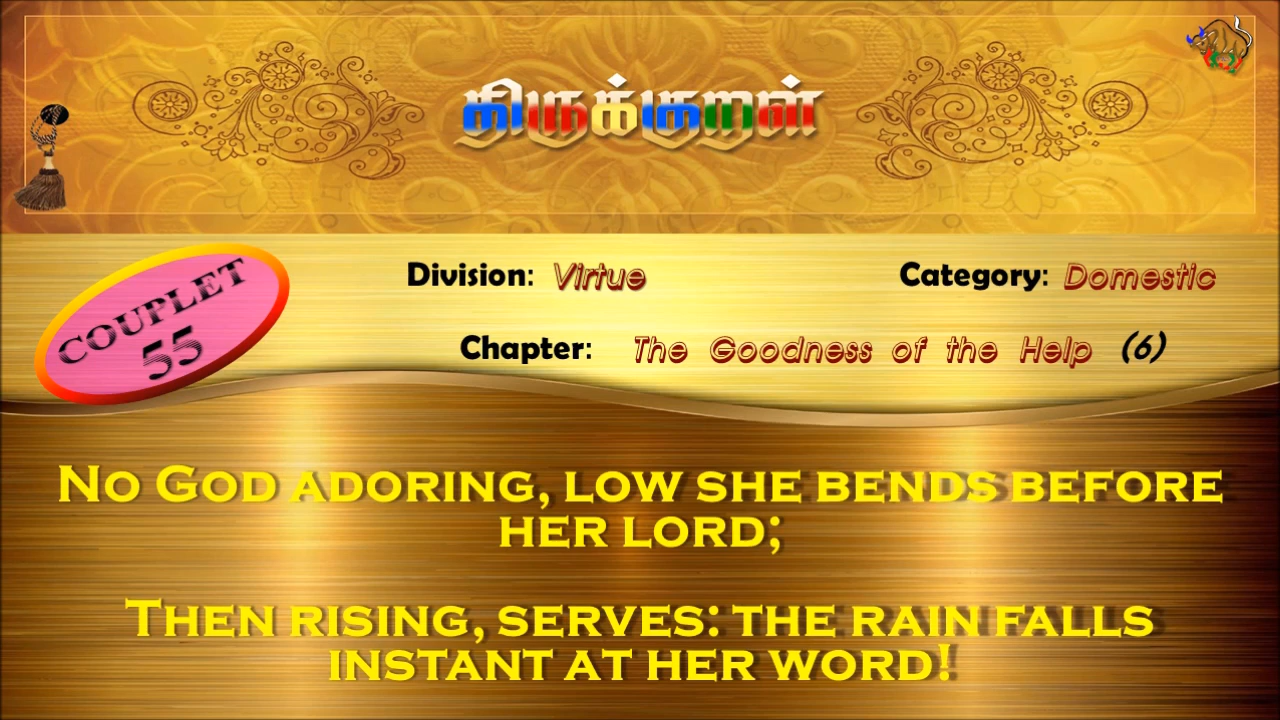 திருக்குறள்
COUPLET
55
Division: Virtue
Category: Domestic
Chapter: The Goodness of the Help (6)
No God adoring, low she bends before
her lord;
Then rising, serves: the rain falls
instant at her word!